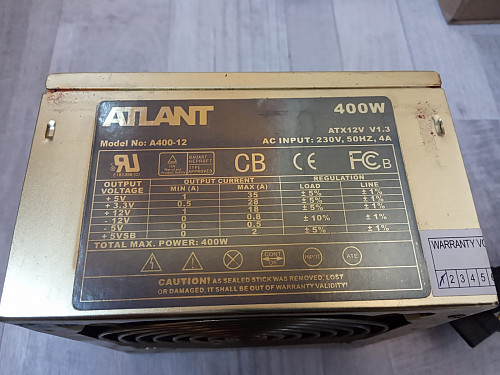 ATLANT
400W
ATX12V V1.3
Model No: A400-12
AC INPUT: 230V, 50HZ, 4A
CB
CE
FC
OUTPUT VOLTAGE OUTPUT CURRENT REGULATION
MIN (A) MAX (A) LOAD LINE
+ 5V 1 35 ± 5% ± 1%
+ 3.3V 0.5 28 ± 5% ± 1%
+ 12V 1 18 ± 5% ± 1%
- 12V 0 0.8
- 5V 0 0.5 ± 10% ± 1%
+ 5VSB 0 2 ± 5% ± 1%
TOTAL MAX. POWER: 400W
CAUTION! AS SEALED STICK WAS REMOVED, LOST
OR DAMAGED, IT SHALL BE OUT OF WARRANTY VALIDITY!
WARRANTY VO
1 2 3 4 5